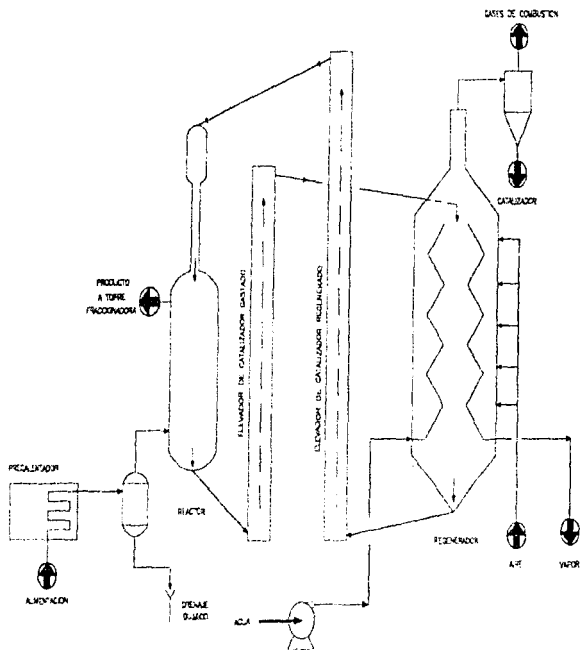 GASES DE COMBUSTION
CATALIZADOR
PRODUCTO
A TORRE
FRACCIONADORA
ELEVADOR DE CATALIZADOR GASTADO
ELEVADOR DE CATALIZADOR REGENERADO
PRECALENTADOR
REACTOR
REGENERADOR
AIRE
VAPOR
ALIMENTACION
DRENAJE
AGUA